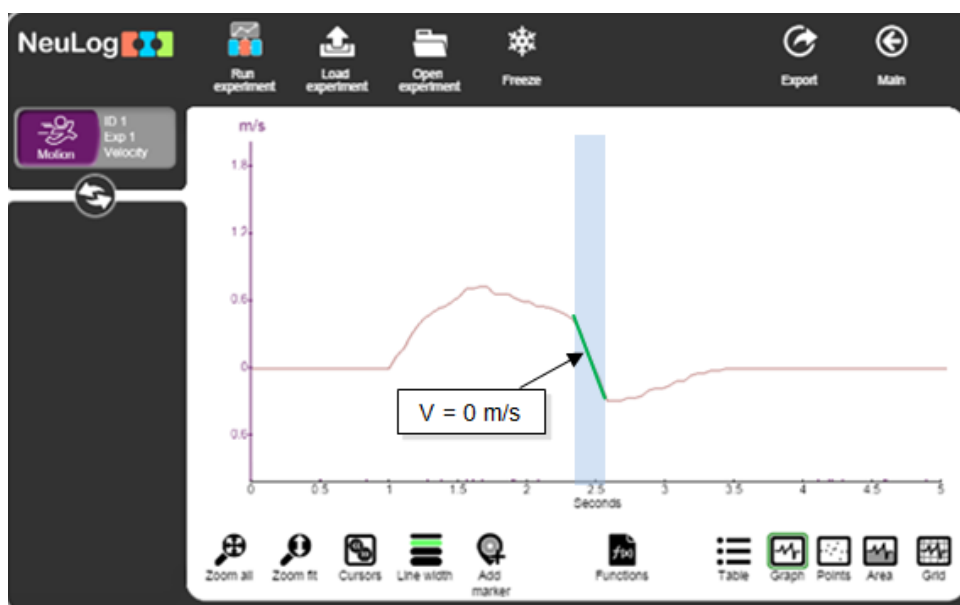 NeuLog
Run
experiment
Load
experiment
Open
experiment
Freeze
Export
Main
Motion
ID 1
Exp 1
Velocity
m/s
1.8
1.2
0.6
0
0.6
V = 0 m/s
0
0.5
1
1.5
2
2.5
3
3.5
4
4.5
5
Seconds
Zoom all
Zoom fit
Cursors
Line width
Add
marker
f(x)
Functions
Table
Graph
Points
Area
Grid